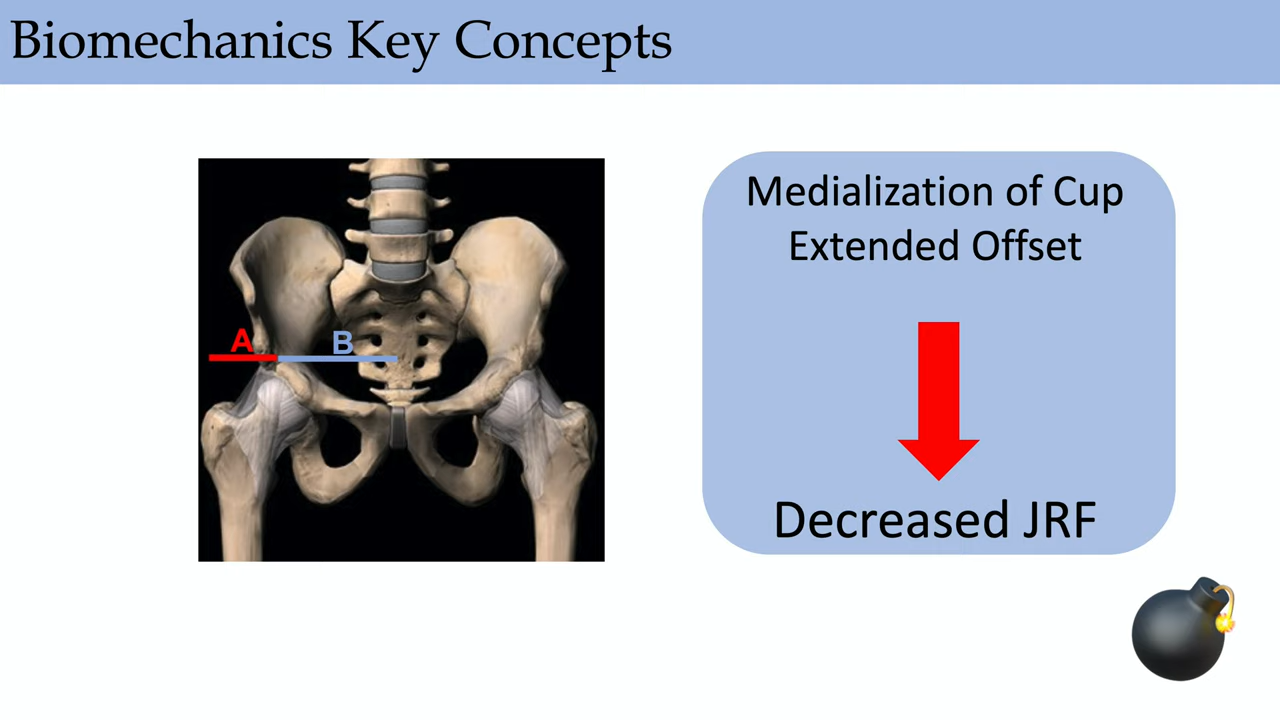 Biomechanics Key Concepts
A
B
Medialization of Cup
Extended Offset
Decreased JRF